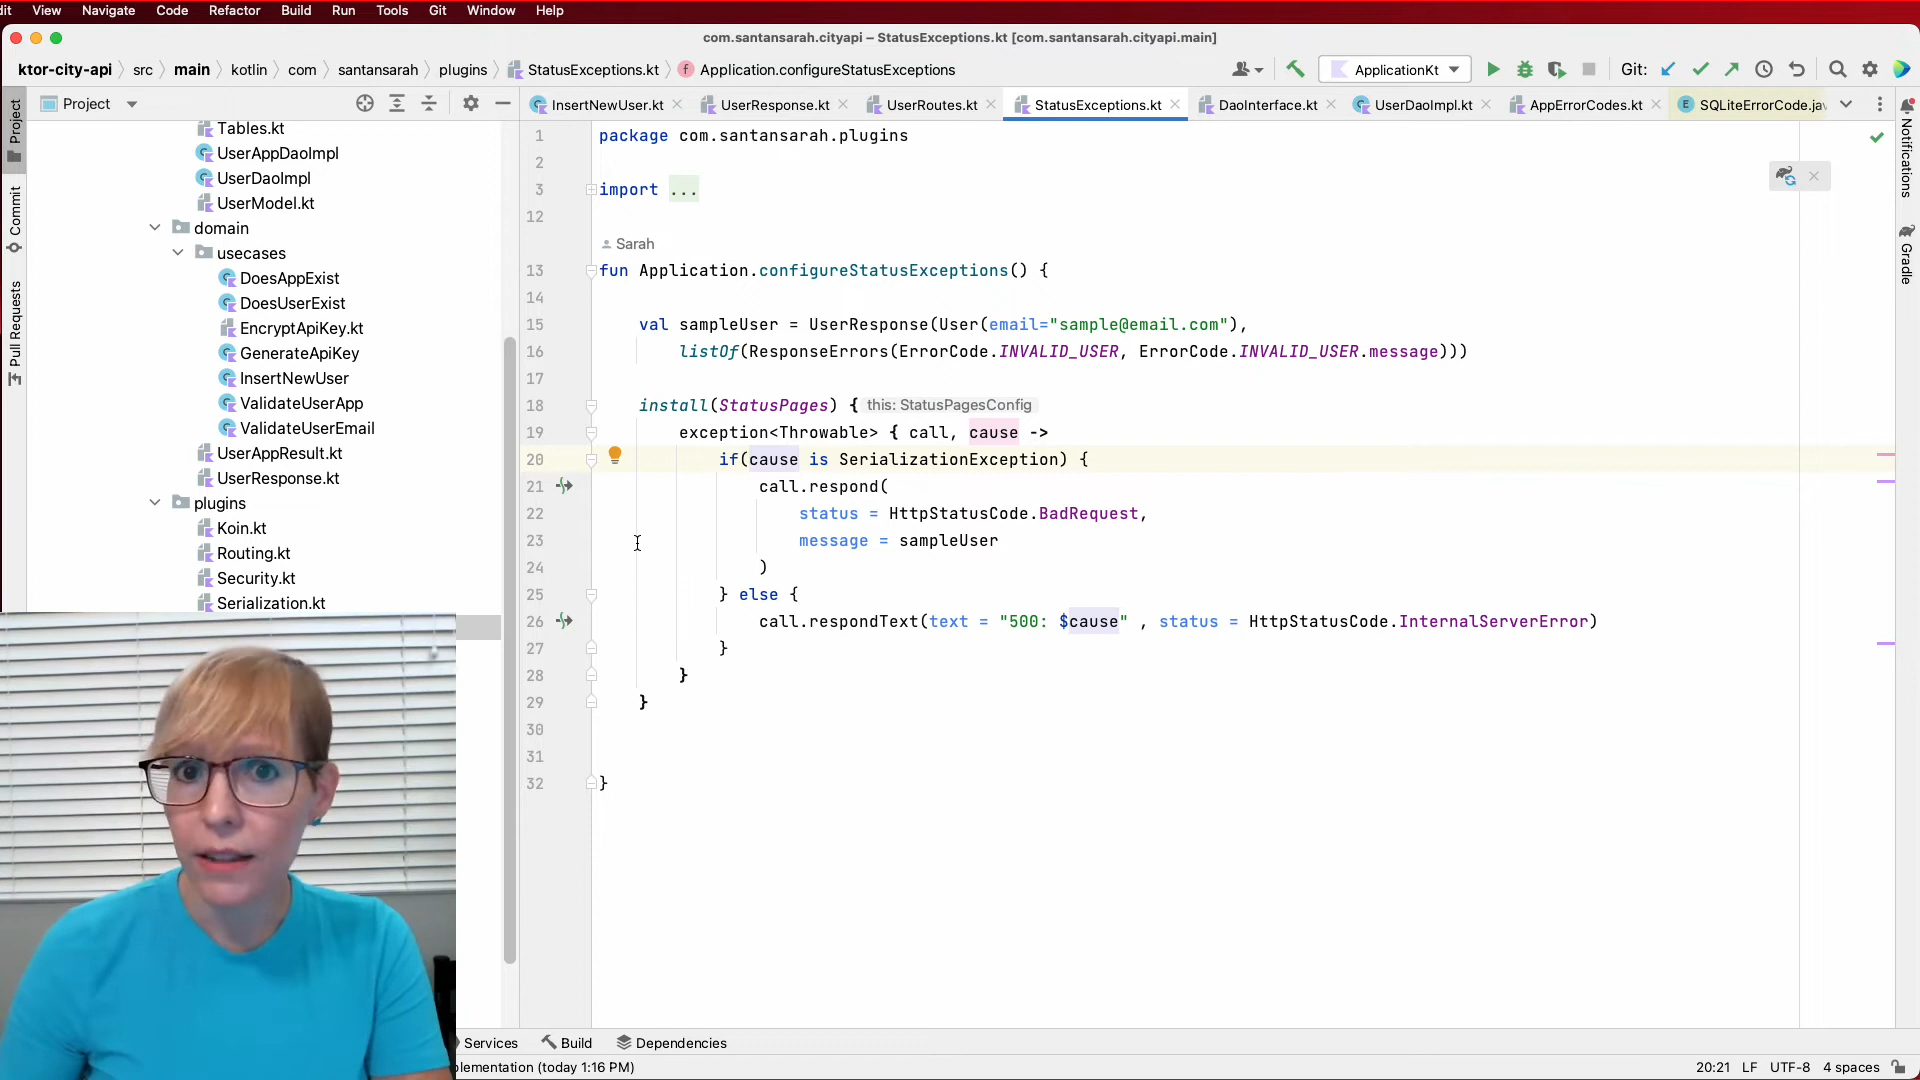 View Navigate Code Refactor Build Run Tools Git Window Help
com.santansarah.cityapi – StatusExceptions.kt [com.santansarah.cityapi.main]
ktor-city-api src main kotlin com santansarah plugins StatusExceptions.kt Application.configureStatusExceptions
ApplicationKt Git:
Project
InsertNewUser.kt UserResponse.kt UserRoutes.kt StatusExceptions.kt DaoInterface.kt UserDaoImpl.kt AppErrorCodes.kt SQLiteErrorCode.jav
Project
Commit
Pull Requests
Tables.kt
UserAppDaoImpl
UserDaoImpl
UserModel.kt
domain
usecases
DoesAppExist
DoesUserExist
EncryptApiKey.kt
GenerateApiKey
InsertNewUser
ValidateUserApp
ValidateUserEmail
UserAppResult.kt
UserResponse.kt
plugins
Koin.kt
Routing.kt
Security.kt
Serialization.kt
1 package com.santansarah.plugins
2
3 import ...
12
Sarah
13 fun Application.configureStatusExceptions() {
14
15 val sampleUser = UserResponse(User(email="sample@email.com"),
16 listOf(ResponseErrors(ErrorCode.INVALID_USER, ErrorCode.INVALID_USER.message)))
17
18 install(StatusPages) { this: StatusPagesConfig
19 exception<Throwable> { call, cause ->
20 if(cause is SerializationException) {
21 call.respond(
22 status = HttpStatusCode.BadRequest,
23 message = sampleUser
24 )
25 } else {
26 call.respondText(text = "500: $cause" , status = HttpStatusCode.InternalServerError)
27 }
28 }
29 }
30
31
32 }
Notifications
Gradle
Services Build Dependencies
plementation (today 1:16 PM)
20:21 LF UTF-8 4 spaces